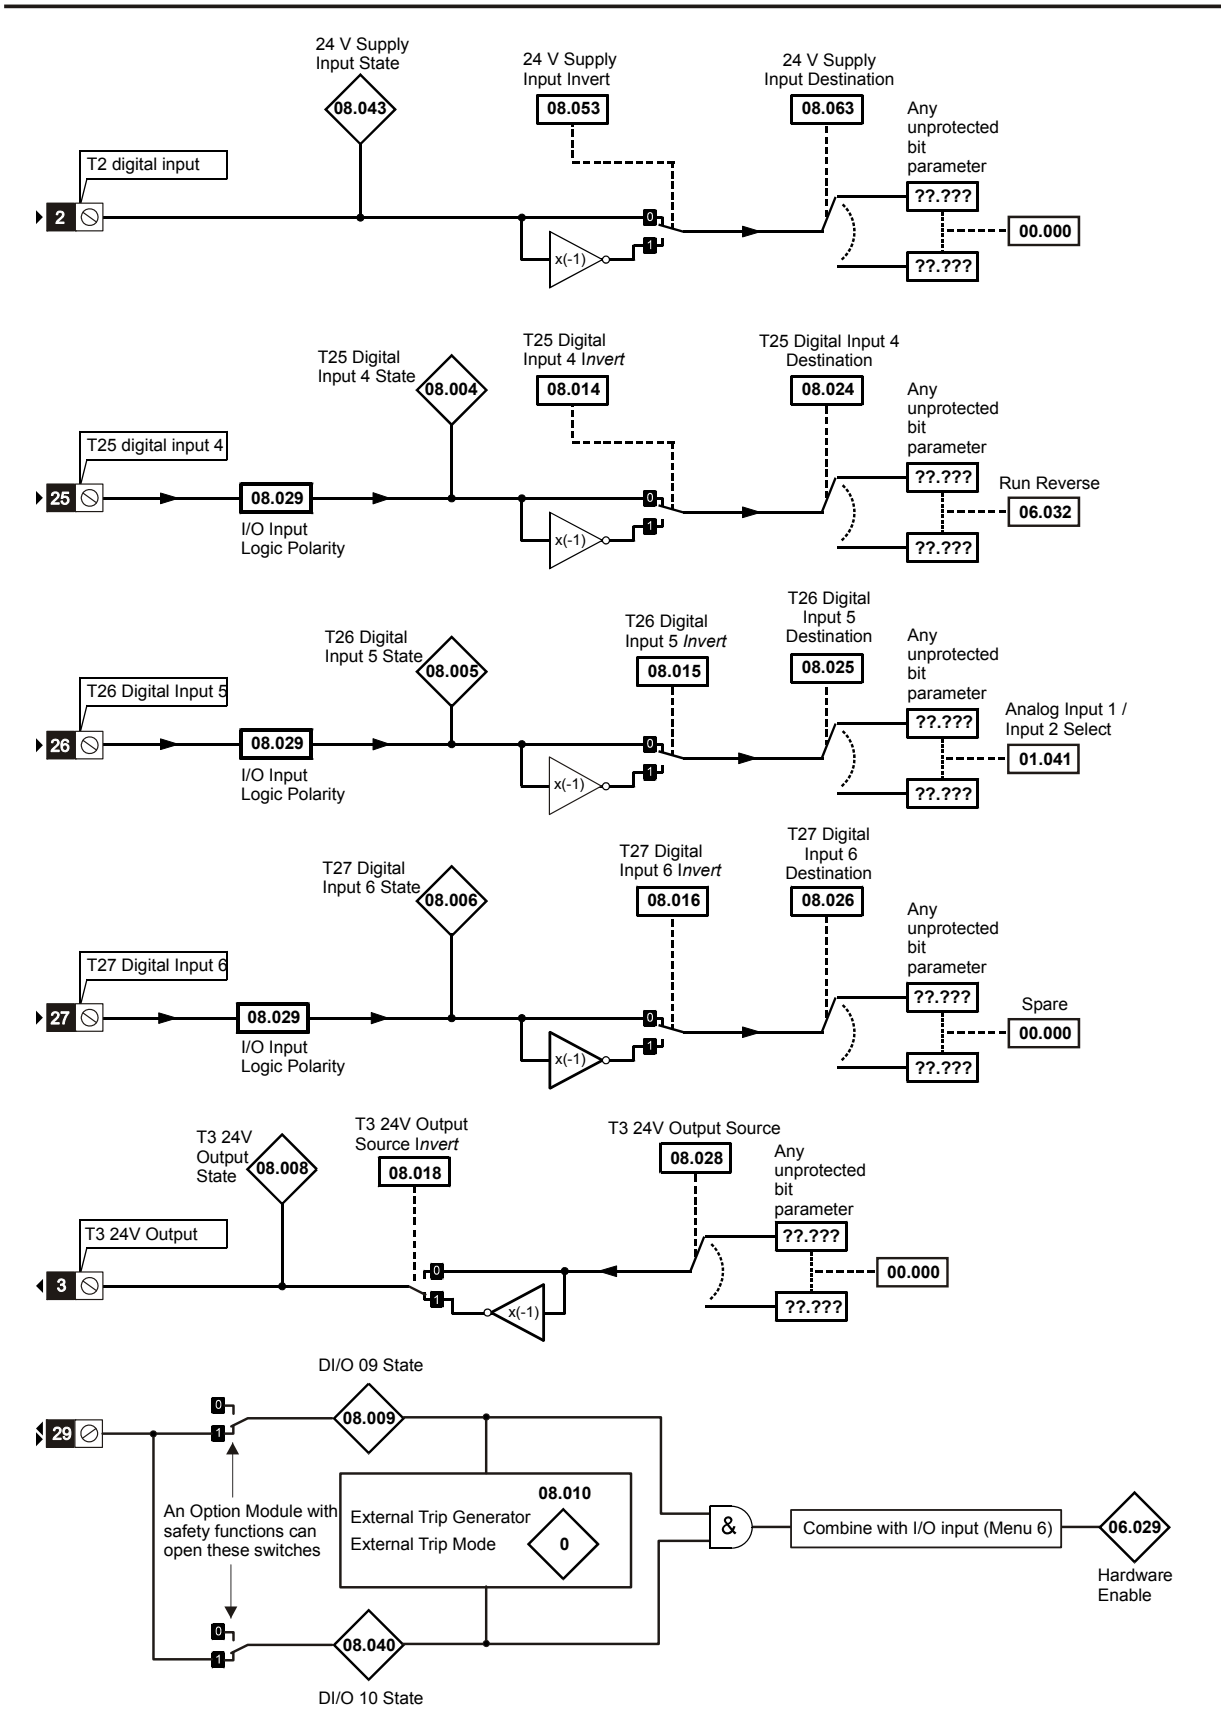 24 V Supply
Input State
08.043
24 V Supply
Input Invert
08.053
24 V Supply
Input Destination
08.063
Any
unprotected
bit
parameter
T2 digital input
2
0
1
x(-1)
??.???
??.???
00.000
T25 Digital
Input 4 State
08.004
T25 Digital
Input 4 Invert
08.014
T25 Digital Input 4
Destination
08.024
Any
unprotected
bit
parameter
T25 digital input 4
25
08.029
I/O Input
Logic Polarity
0
1
x(-1)
??.???
??.???
Run Reverse
06.032
T26 Digital
Input 5 State
08.005
T26 Digital
Input 5 Invert
08.015
T26 Digital
Input 5
Destination
08.025
Any
unprotected
bit
parameter
T26 Digital Input 5
26
08.029
I/O Input
Logic Polarity
0
1
x(-1)
??.???
??.???
Analog Input 1 /
Input 2 Select
01.041
T27 Digital
Input 6 State
08.006
T27 Digital
Input 6 Invert
08.016
T27 Digital
Input 6
Destination
08.026
Any
unprotected
bit
parameter
T27 Digital Input 6
27
08.029
I/O Input
Logic Polarity
0
1
x(-1)
??.???
??.???
Spare
00.000
T3 24V
Output
State
08.008
T3 24V Output
Source Invert
08.018
T3 24V Output Source
08.028
Any
unprotected
bit
parameter
T3 24V Output
3
0
1
x(-1)
??.???
??.???
00.000
DI/O 09 State
08.009
29
0
1
An Option Module with
safety functions can
open these switches
08.010
External Trip Generator
External Trip Mode
0
&
Combine with I/O input (Menu 6)
06.029
Hardware
Enable
0
1
08.040
DI/O 10 State